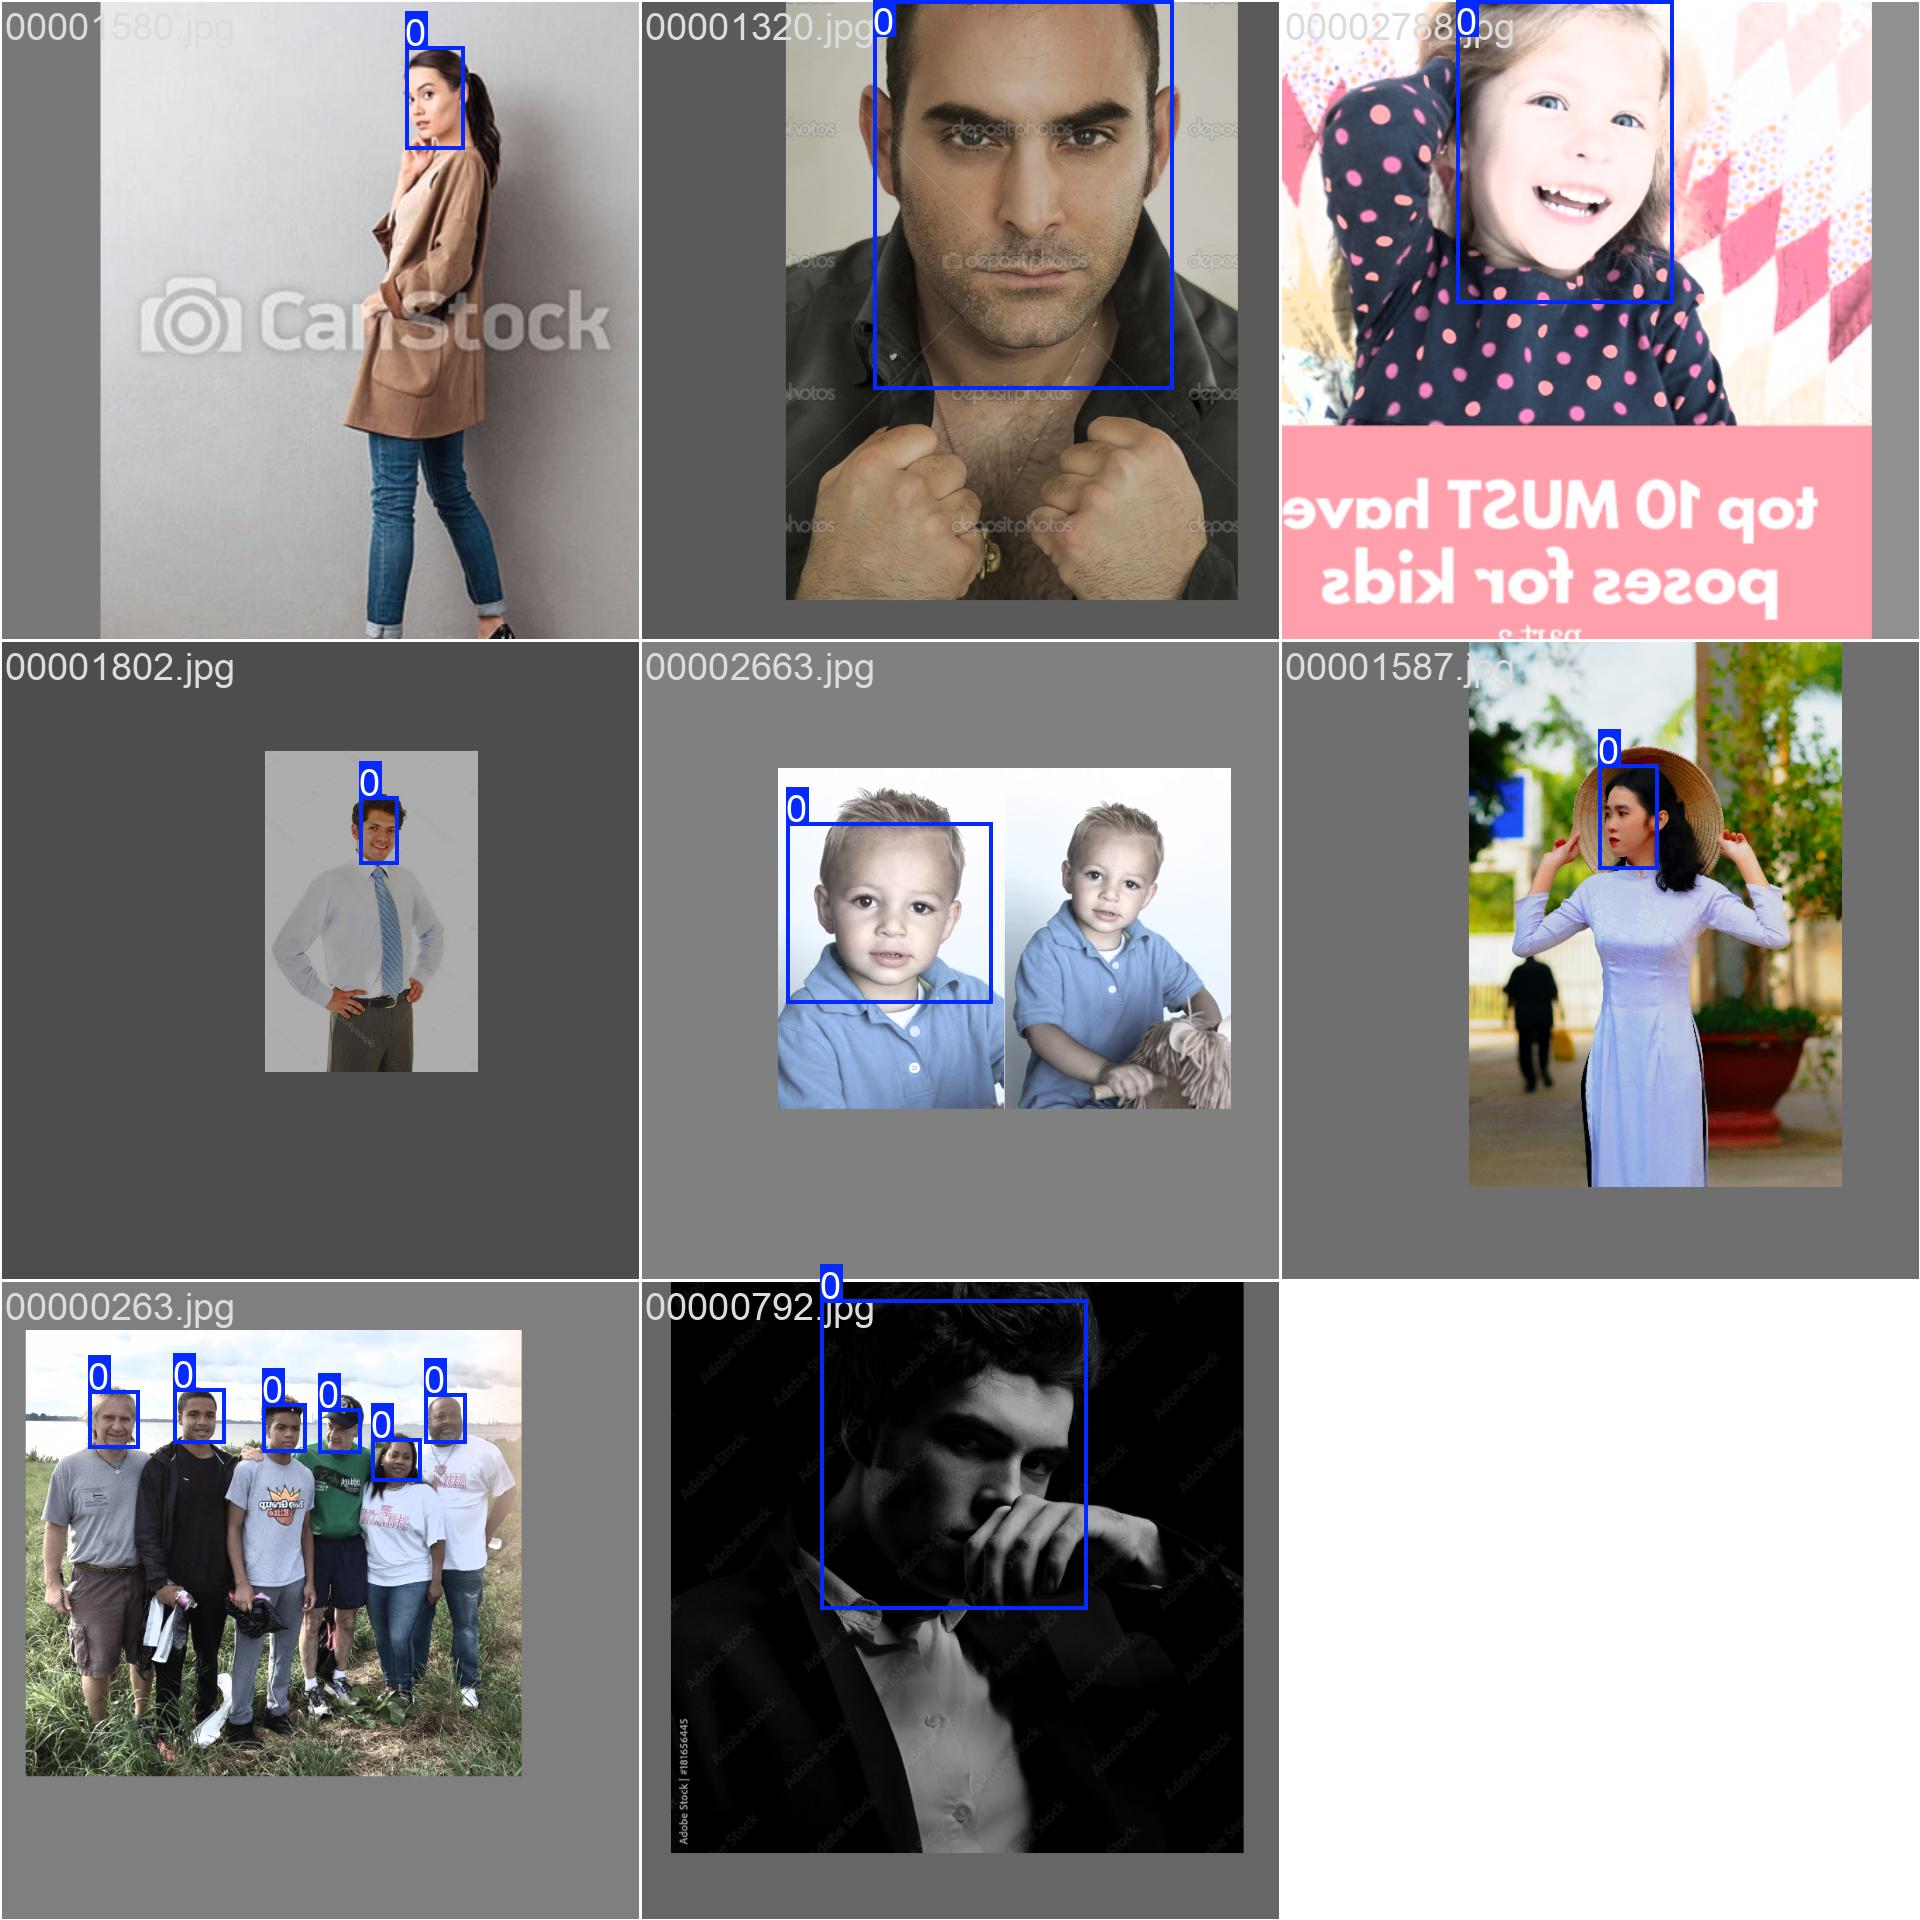 00001580.jpg
0
CanStock
00001320.jpg
0
depositphotos
00002788.jpg
0
top 10 MUST have
poses for kids
part 2
00001802.jpg
0
00002663.jpg
0
00001587.jpg
0
00000263.jpg
0
0
0
0
0
0
00000792.jpg
0
Adobe Stock
Adobe Stock | #181656445